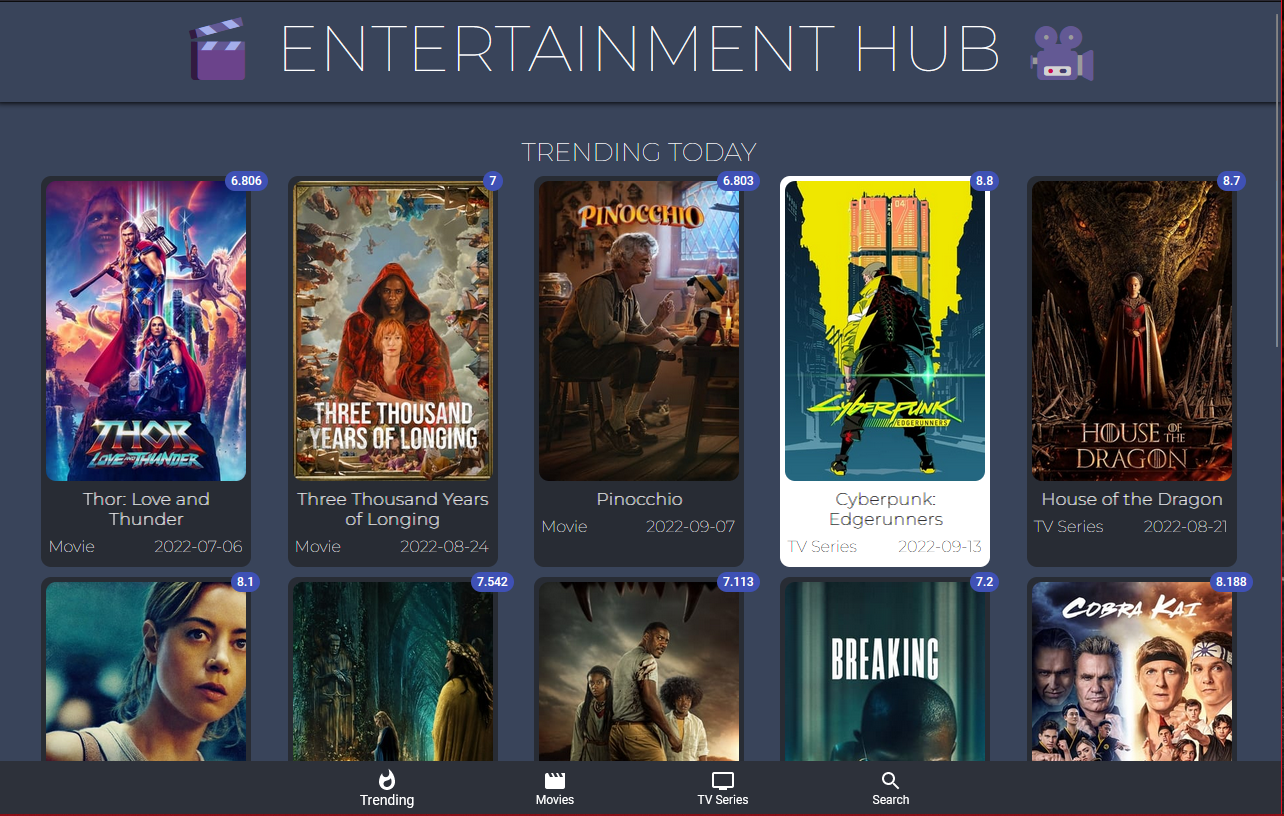 ENTERTAINMENT HUB
TRENDING TODAY
6.806
THOR
LOVE AND THUNDER
Thor: Love and
Thunder
Movie 2022-07-06
7
THREE THOUSAND
YEARS OF LONGING
Three Thousand Years
of Longing
Movie 2022-08-24
6.803
PINOCCHIO
Pinocchio
Movie 2022-09-07
8.8
04
CYBERPUNK
EDGERUNNERS
Cyberpunk:
Edgerunners
TV Series 2022-09-13
8.7
HOUSE OF THE
DRAGON
House of the Dragon
TV Series 2022-08-21
8.1
7.542
7.113
7.2
BREAKING
8.188
COBRA KAI
Trending Movies TV Series Search